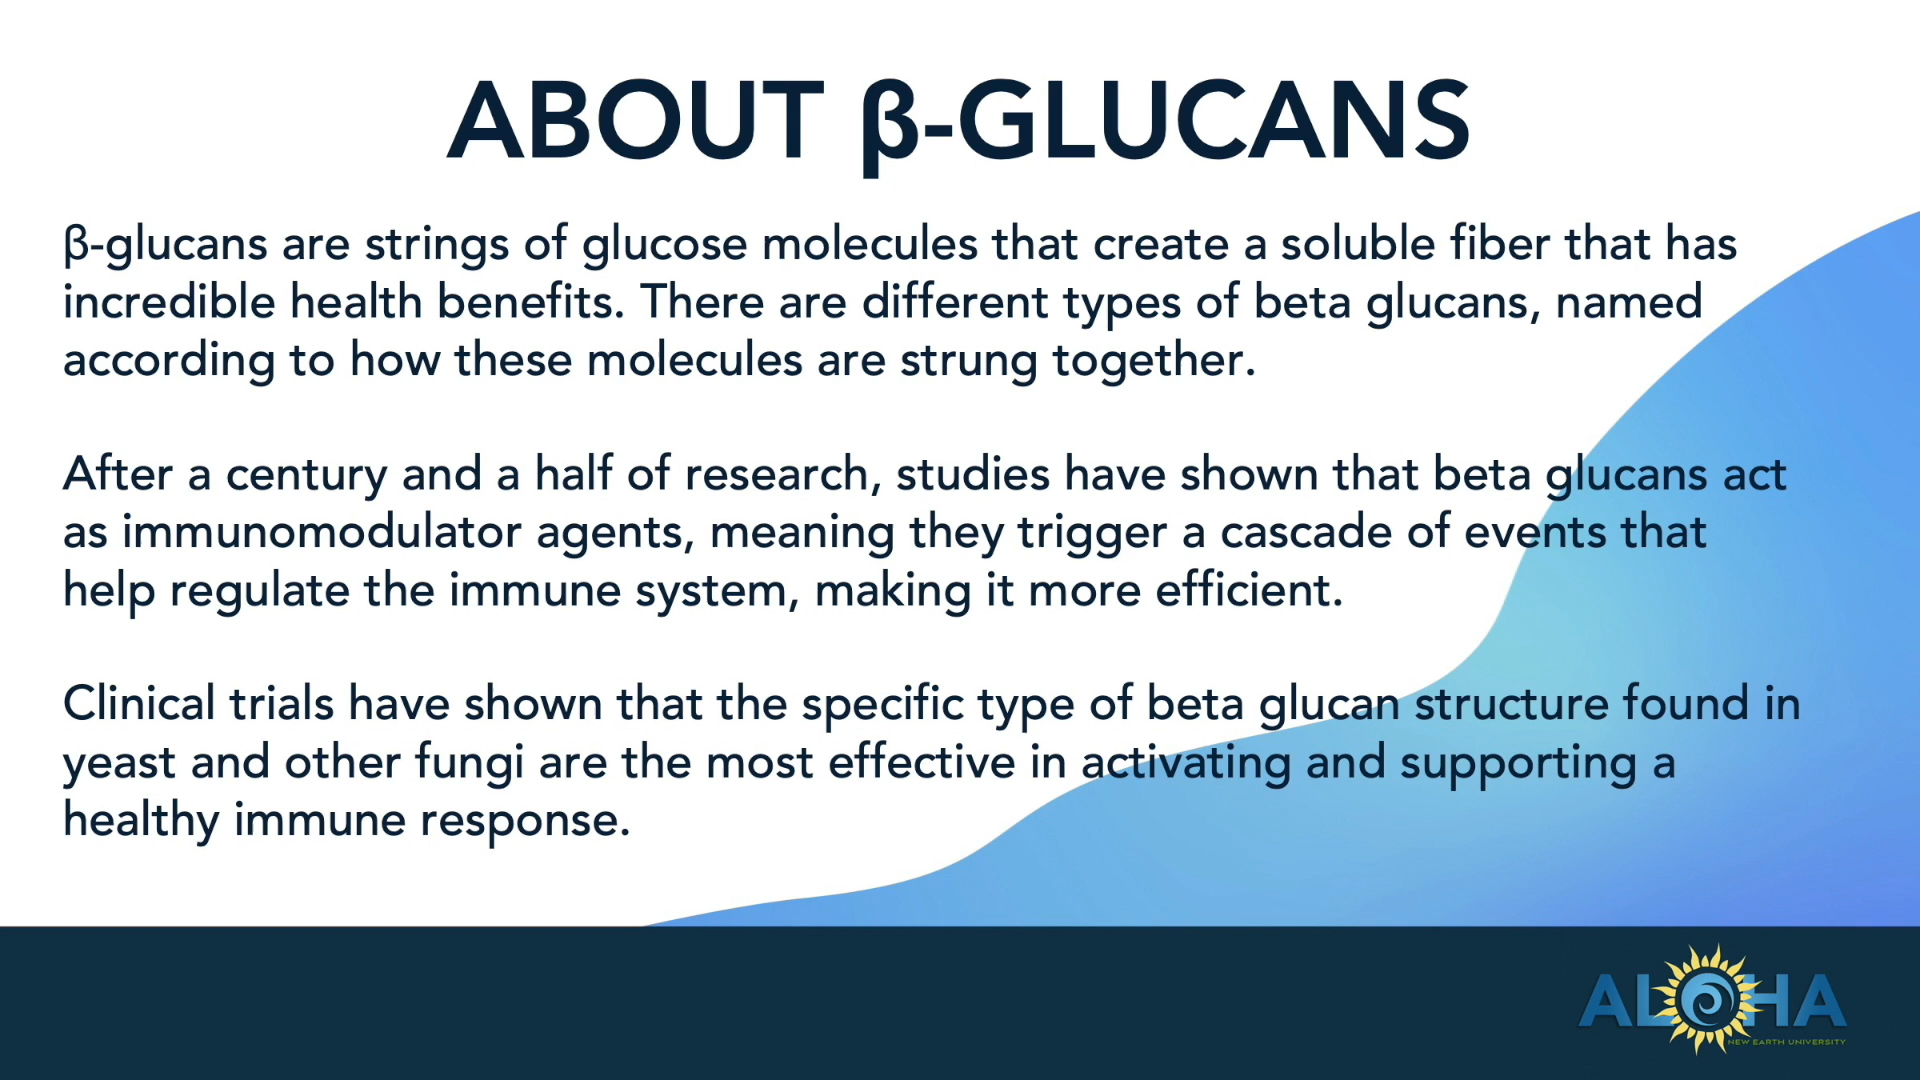 ABOUT β-GLUCANS
β-glucans are strings of glucose molecules that create a soluble fiber that has
incredible health benefits. There are different types of beta glucans, named
according to how these molecules are strung together.
After a century and a half of research, studies have shown that beta glucans act
as immunomodulator agents, meaning they trigger a cascade of events that
help regulate the immune system, making it more efficient.
Clinical trials have shown that the specific type of beta glucan structure found in
yeast and other fungi are the most effective in activating and supporting a
healthy immune response.
ALOHA
NEW EARTH UNIVERSITY